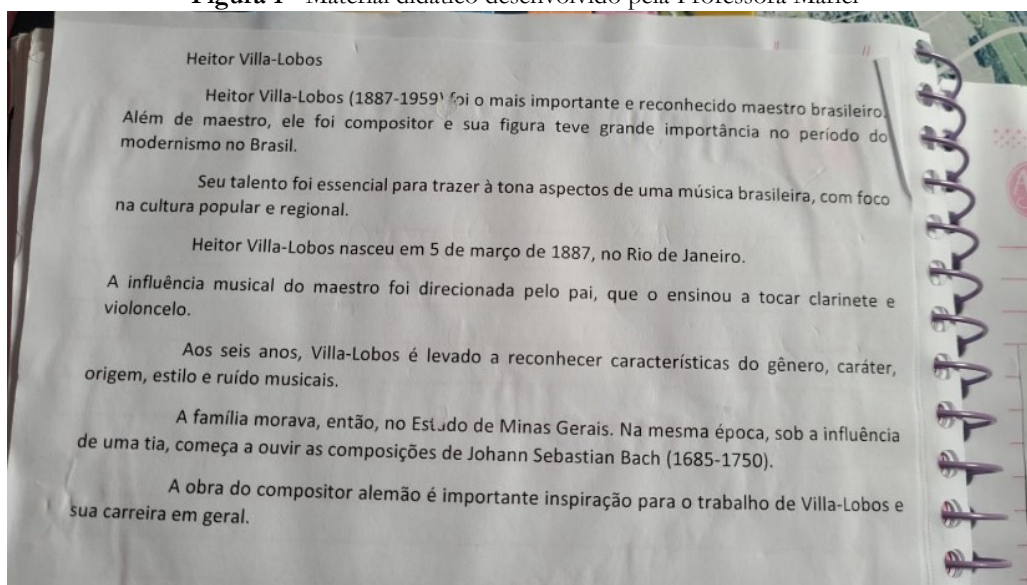 Heitor Villa-Lobos
Heitor Villa-Lobos (1887-1959) foi o mais importante e reconhecido maestro brasileiro.
Além de maestro, ele foi compositor e sua figura teve grande importância no período do
modernismo no Brasil.
Seu talento foi essencial para trazer à tona aspectos de uma música brasileira, com foco
na cultura popular e regional.
Heitor Villa-Lobos nasceu em 5 de março de 1887, no Rio de Janeiro.
A influência musical do maestro foi direcionada pelo pai, que o ensinou a tocar clarinete e
violoncelo.
Aos seis anos, Villa-Lobos é levado a reconhecer características do gênero, caráter,
origem, estilo e ruído musicais.
A família morava, então, no Estado de Minas Gerais. Na mesma época, sob a influência
de uma tia, começa a ouvir as composições de Johann Sebastian Bach (1685-1750).
A obra do compositor alemão é importante inspiração para o trabalho de Villa-Lobos e
sua carreira em geral.